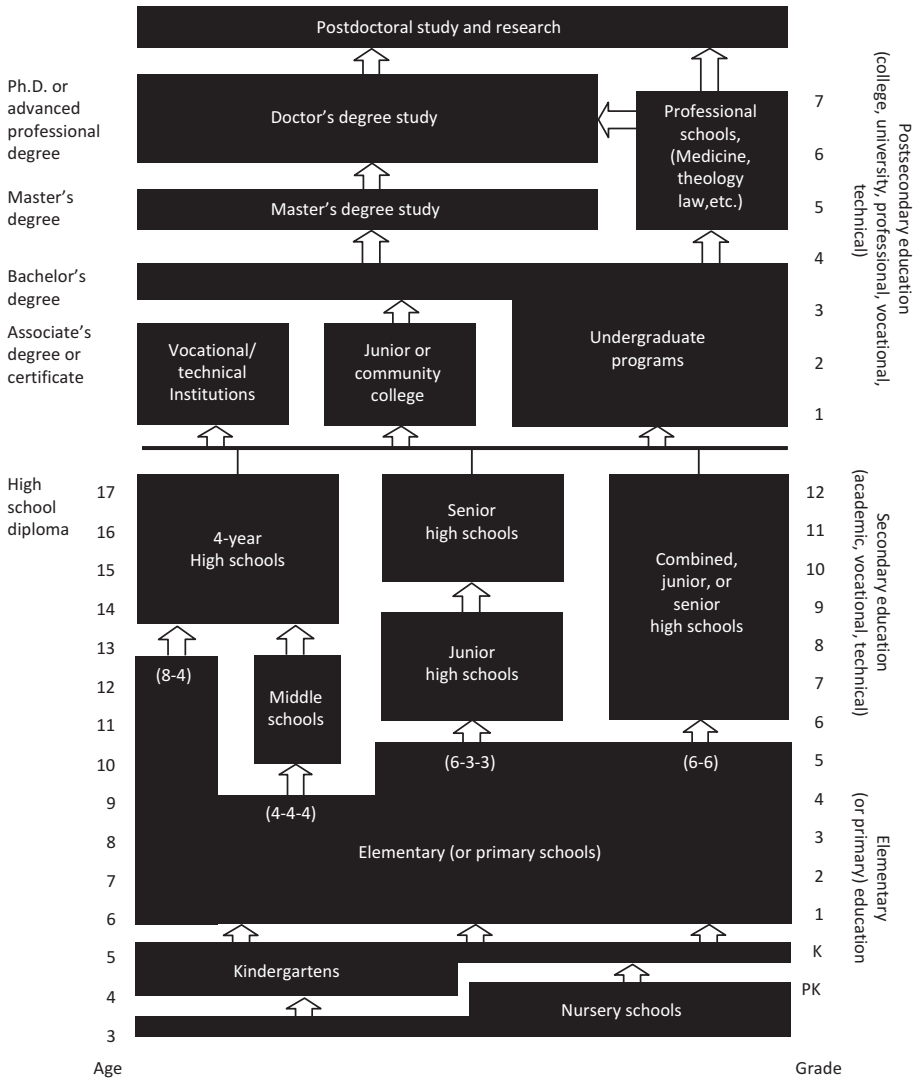 Postdoctoral study and research
Ph.D. or
advanced
professional
degree
Doctor's degree study
Professional
schools,
(Medicine,
theology
law,etc.)
7
6
5
Master's
degree
Master's degree study
4
Bachelor's
degree
3
Undergraduate
programs
Associate's
degree or
certificate
Vocational/
technical
Institutions
Junior or
community
college
2
1
Postsecondary education
(college, university, professional, vocational,
technical)
High
school
diploma
17
16
15
14
13
12
11
10
9
8
7
6
5
4
3
Age
4-year
High schools
Senior
high schools
Combined,
junior, or
senior
high schools
Junior
high schools
(8-4)
Middle
schools
(4-4-4)
(6-3-3)
(6-6)
Elementary (or primary schools)
Kindergartens
Nursery schools
12
11
10
9
8
7
6
5
4
3
2
1
K
PK
Grade
Secondary education
(academic, vocational, technical)
Elementary
(or primary) education